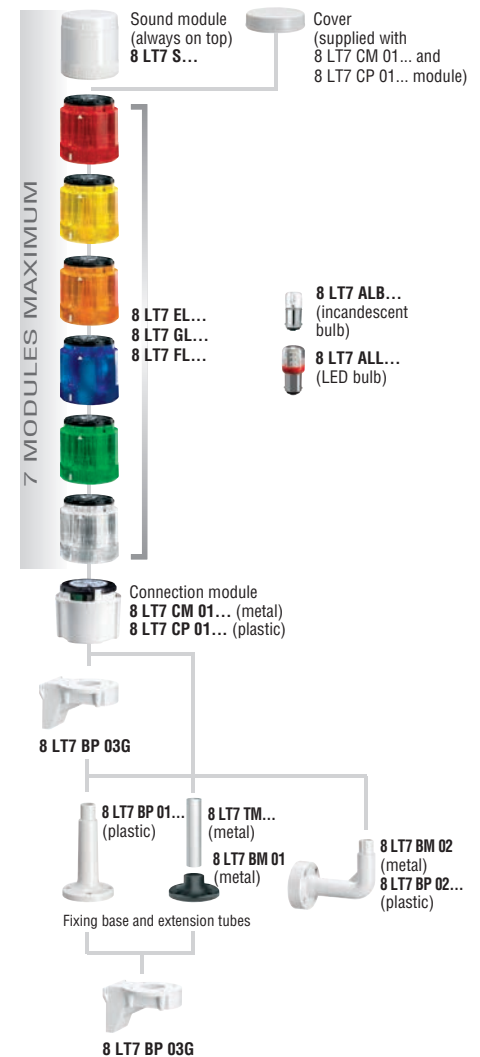 Sound module
(always on top)
8 LT7 S...
Cover
(supplied with
8 LT7 CM 01... and
8 LT7 CP 01... module)
7 MODULES MAXIMUM
8 LT7 EL...
8 LT7 GL...
8 LT7 FL...
8 LT7 ALB...
(incandescent
bulb)
8 LT7 ALL...
(LED bulb)
Connection module
8 LT7 CM 01... (metal)
8 LT7 CP 01... (plastic)
8 LT7 BP 03G
8 LT7 BP 01...
(plastic)
8 LT7 TM...
(metal)
8 LT7 BM 01
(metal)
8 LT7 BM 02
(metal)
8 LT7 BP 02...
(plastic)
Fixing base and extension tubes
8 LT7 BP 03G